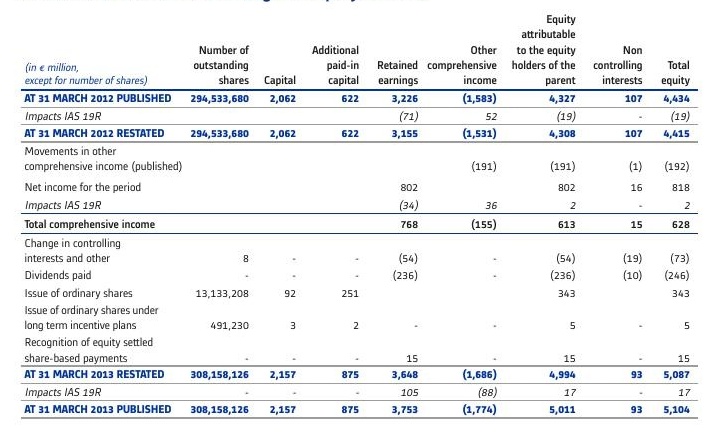 Equity
attributable
Number of Additional Other to the equity Non
(in € million, outstanding paid-in Retained comprehensive holders of the controlling Total
except for number of shares) shares Capital capital earnings income parent interests equity
AT 31 MARCH 2012 PUBLISHED 294,533,680 2,062 622 3,226 (1,583) 4,327 107 4,434
Impacts IAS 19R (71) 52 (19) - (19)
AT 31 MARCH 2012 RESTATED 294,533,680 2,062 622 3,155 (1,531) 4,308 107 4,415
Movements in other
comprehensive income (published) (191) (191) (1) (192)
Net income for the period 802 802 16 818
Impacts IAS 19R (34) 36 2 - 2
Total comprehensive income 768 (155) 613 15 628
Change in controlling
interests and other 8 - - (54) - (54) (19) (73)
Dividends paid - - - (236) - (236) (10) (246)
Issue of ordinary shares 13,133,208 92 251 343 343
Issue of ordinary shares under
long term incentive plans 491,230 3 2 - - 5 - 5
Recognition of equity settled
share-based payments - - - 15 - 15 - 15
AT 31 MARCH 2013 RESTATED 308,158,126 2,157 875 3,648 (1,686) 4,994 93 5,087
Impacts IAS 19R - - - 105 (88) 17 - 17
AT 31 MARCH 2013 PUBLISHED 308,158,126 2,157 875 3,753 (1,774) 5,011 93 5,104